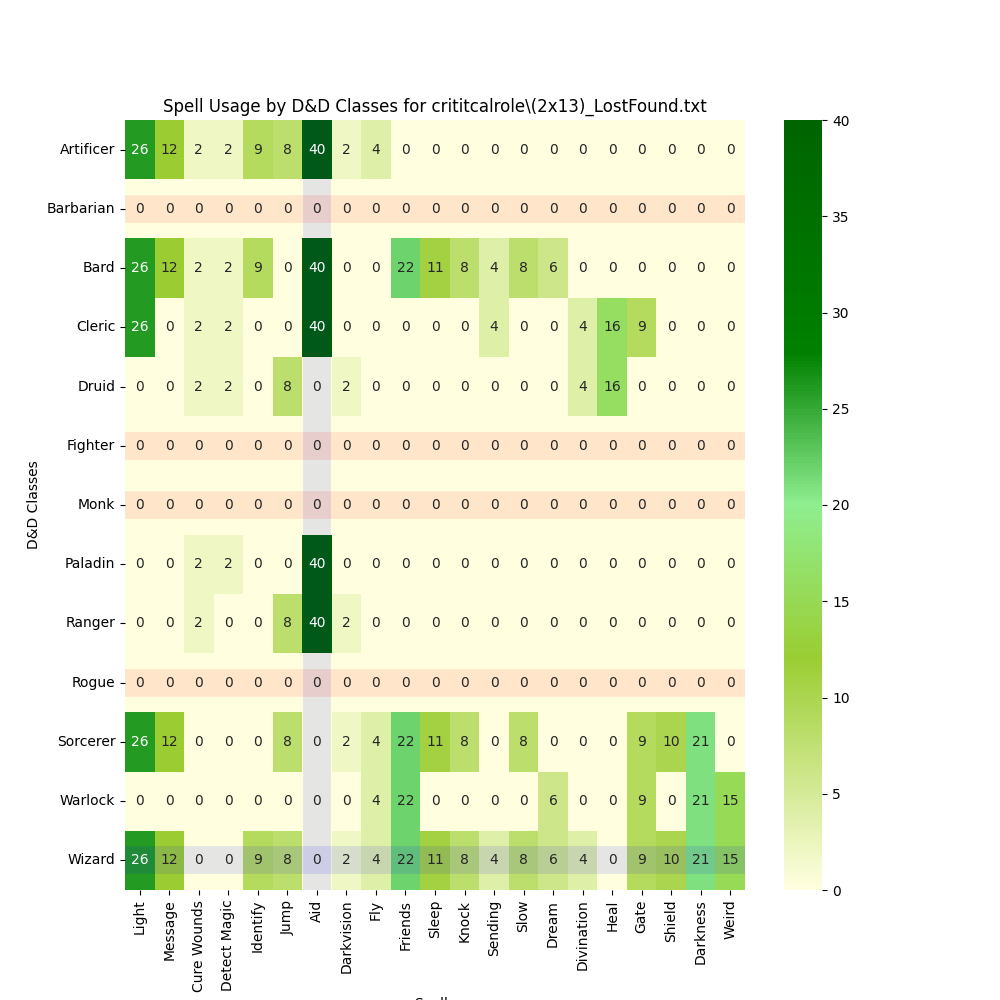 Spell Usage by D&D Classes for crititcalrole\(2x13)_LostFound.txt
D&D Classes
Artificer 26 12 2 2 9 8 40 2 4 0 0 0 0 0 0 0 0 0 0 0 0
Barbarian 0 0 0 0 0 0 0 0 0 0 0 0 0 0 0 0 0 0 0 0 0
Bard 26 12 2 2 9 0 40 0 0 22 11 8 4 8 6 0 0 0 0 0 0
Cleric 26 0 2 2 0 0 40 0 0 0 0 0 4 0 0 4 16 9 0 0 0
Druid 0 0 2 2 0 8 0 2 0 0 0 0 0 0 0 4 16 0 0 0 0
Fighter 0 0 0 0 0 0 0 0 0 0 0 0 0 0 0 0 0 0 0 0 0
Monk 0 0 0 0 0 0 0 0 0 0 0 0 0 0 0 0 0 0 0 0 0
Paladin 0 0 2 2 0 0 40 0 0 0 0 0 0 0 0 0 0 0 0 0 0
Ranger 0 0 2 0 0 8 40 2 0 0 0 0 0 0 0 0 0 0 0 0 0
Rogue 0 0 0 0 0 0 0 0 0 0 0 0 0 0 0 0 0 0 0 0 0
Sorcerer 26 12 0 0 0 8 0 2 4 22 11 8 0 8 0 0 0 9 10 21 0
Warlock 0 0 0 0 0 0 0 0 4 22 0 0 0 0 6 0 0 9 0 21 15
Wizard 26 12 0 0 9 8 0 2 4 22 11 8 4 8 6 4 0 9 10 21 15
Light
Message
Cure Wounds
Detect Magic
Identify
Jump
Aid
Darkvision
Fly
Friends
Sleep
Knock
Sending
Slow
Dream
Divination
Heal
Gate
Shield
Darkness
Weird
40
35
30
25
20
15
10
5
0